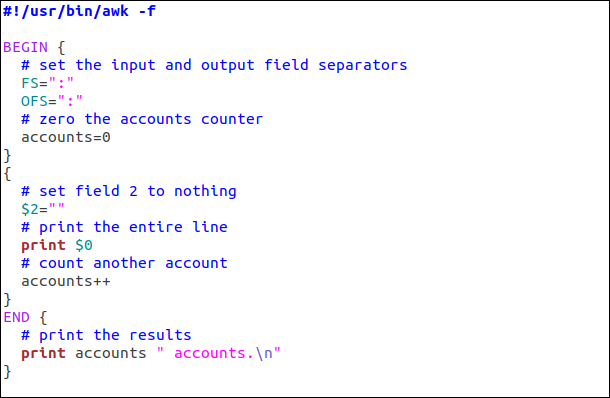 #!/usr/bin/awk -f

BEGIN {
  # set the input and output field separators
  FS=":"
  OFS=":"
  # zero the accounts counter
  accounts=0
}
{
  # set field 2 to nothing
  $2=""
  # print the entire line
  print $0
  # count another account
  accounts++
}
END {
  # print the results
  print accounts " accounts.\n"
}